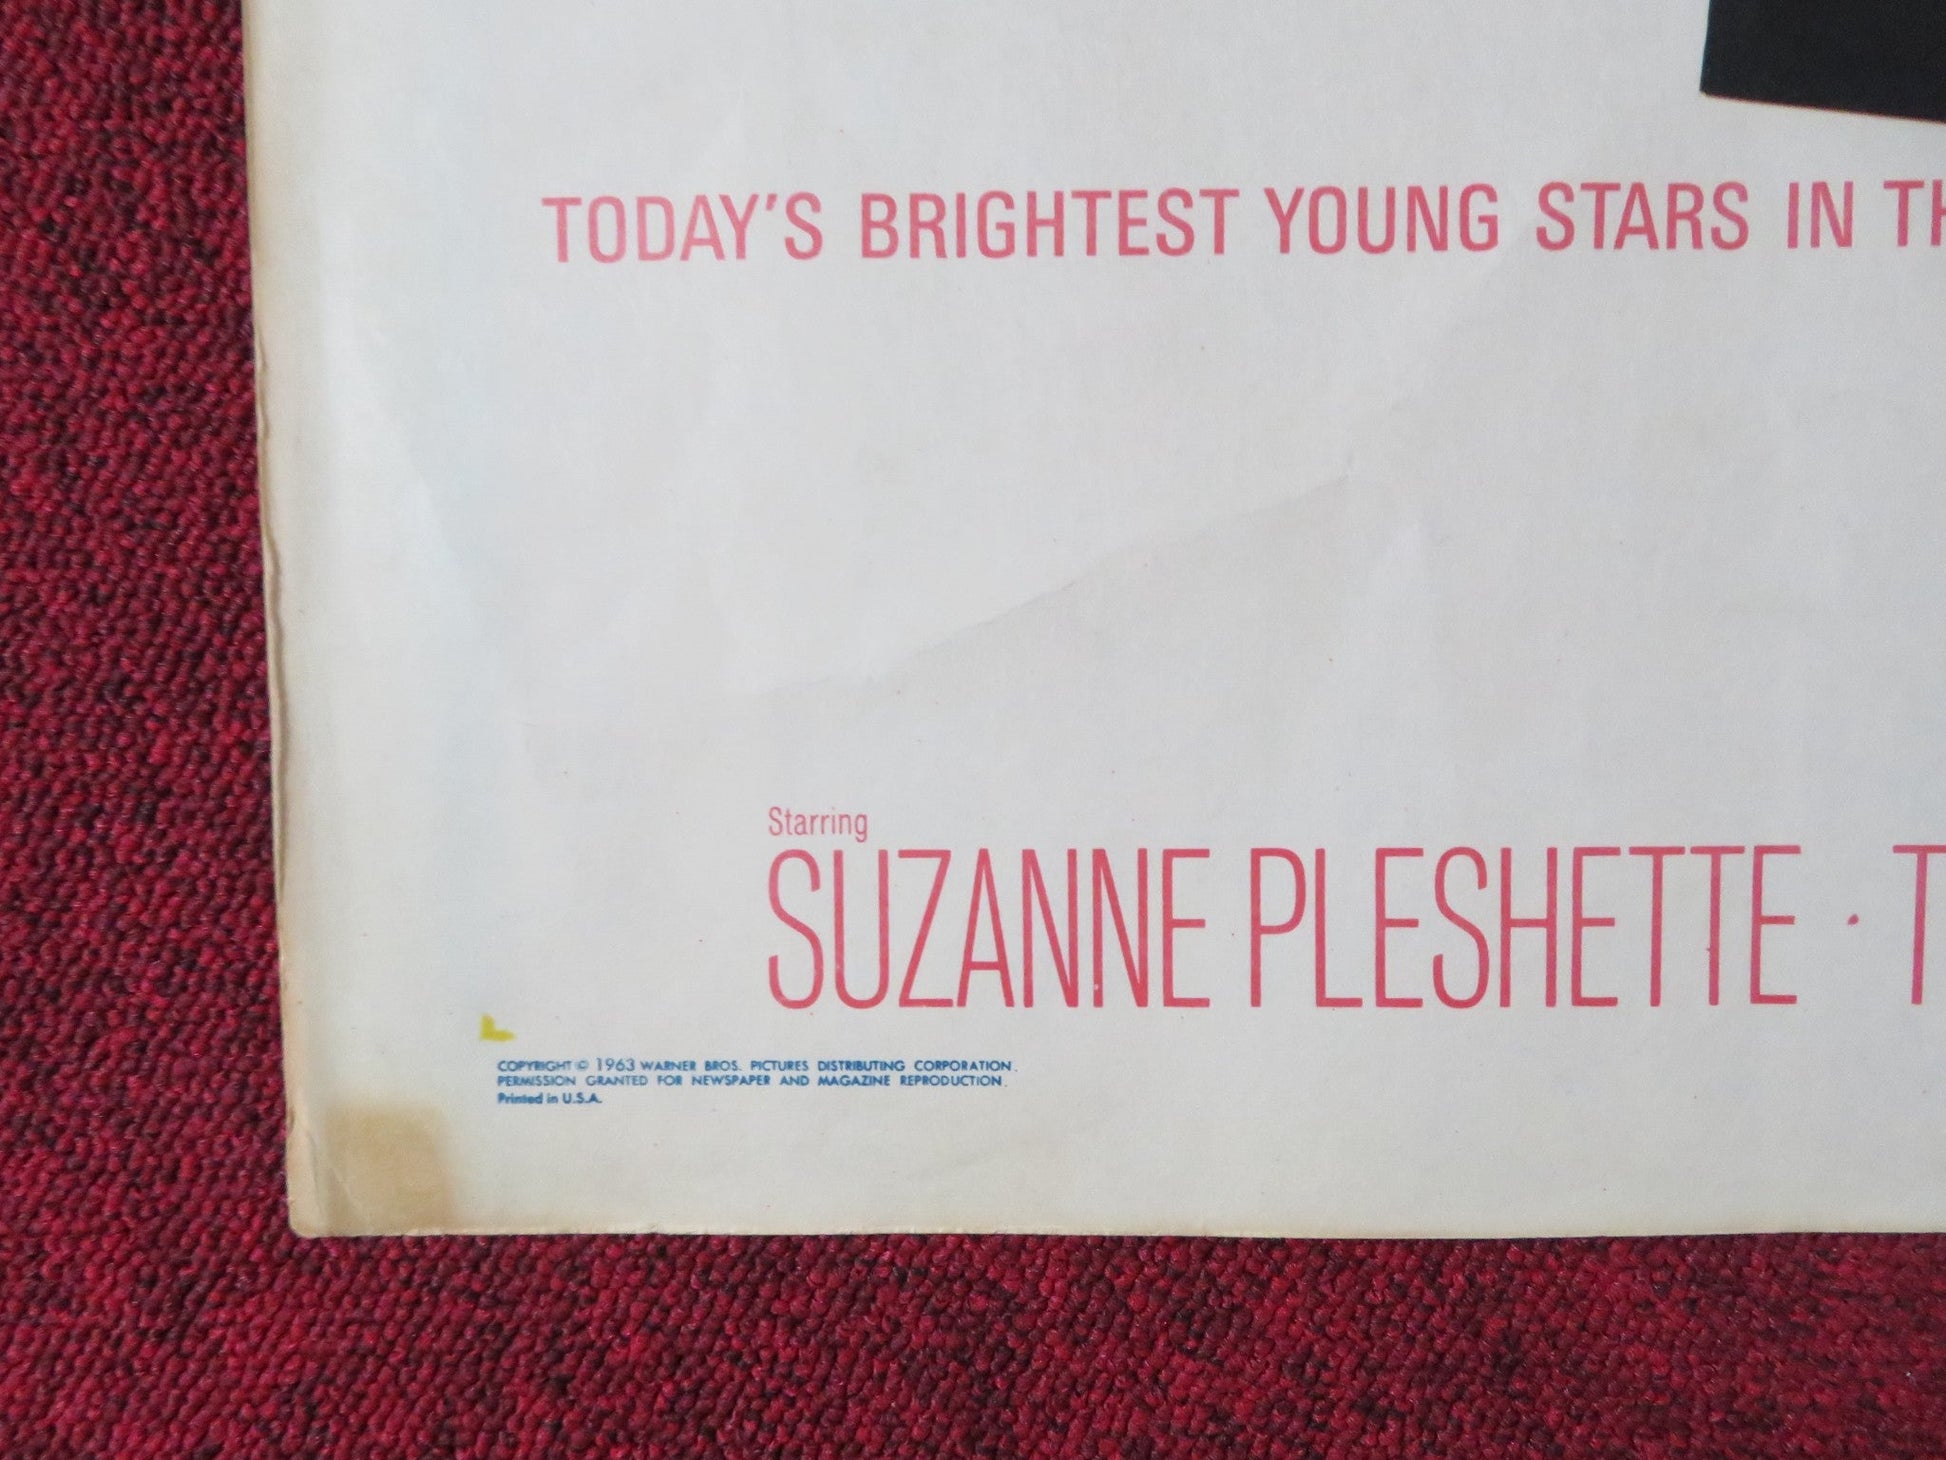 TODAY'S BRIGHTEST YOUNG STARS IN TH
Starring
SUZANNE PLESHETTE · T
COPYRIGHT © 1963 WARNER BROS. PICTURES DISTRIBUTING CORPORATION.
PERMISSION GRANTED FOR NEWSPAPER AND MAGAZINE REPRODUCTION.
Printed in U.S.A.